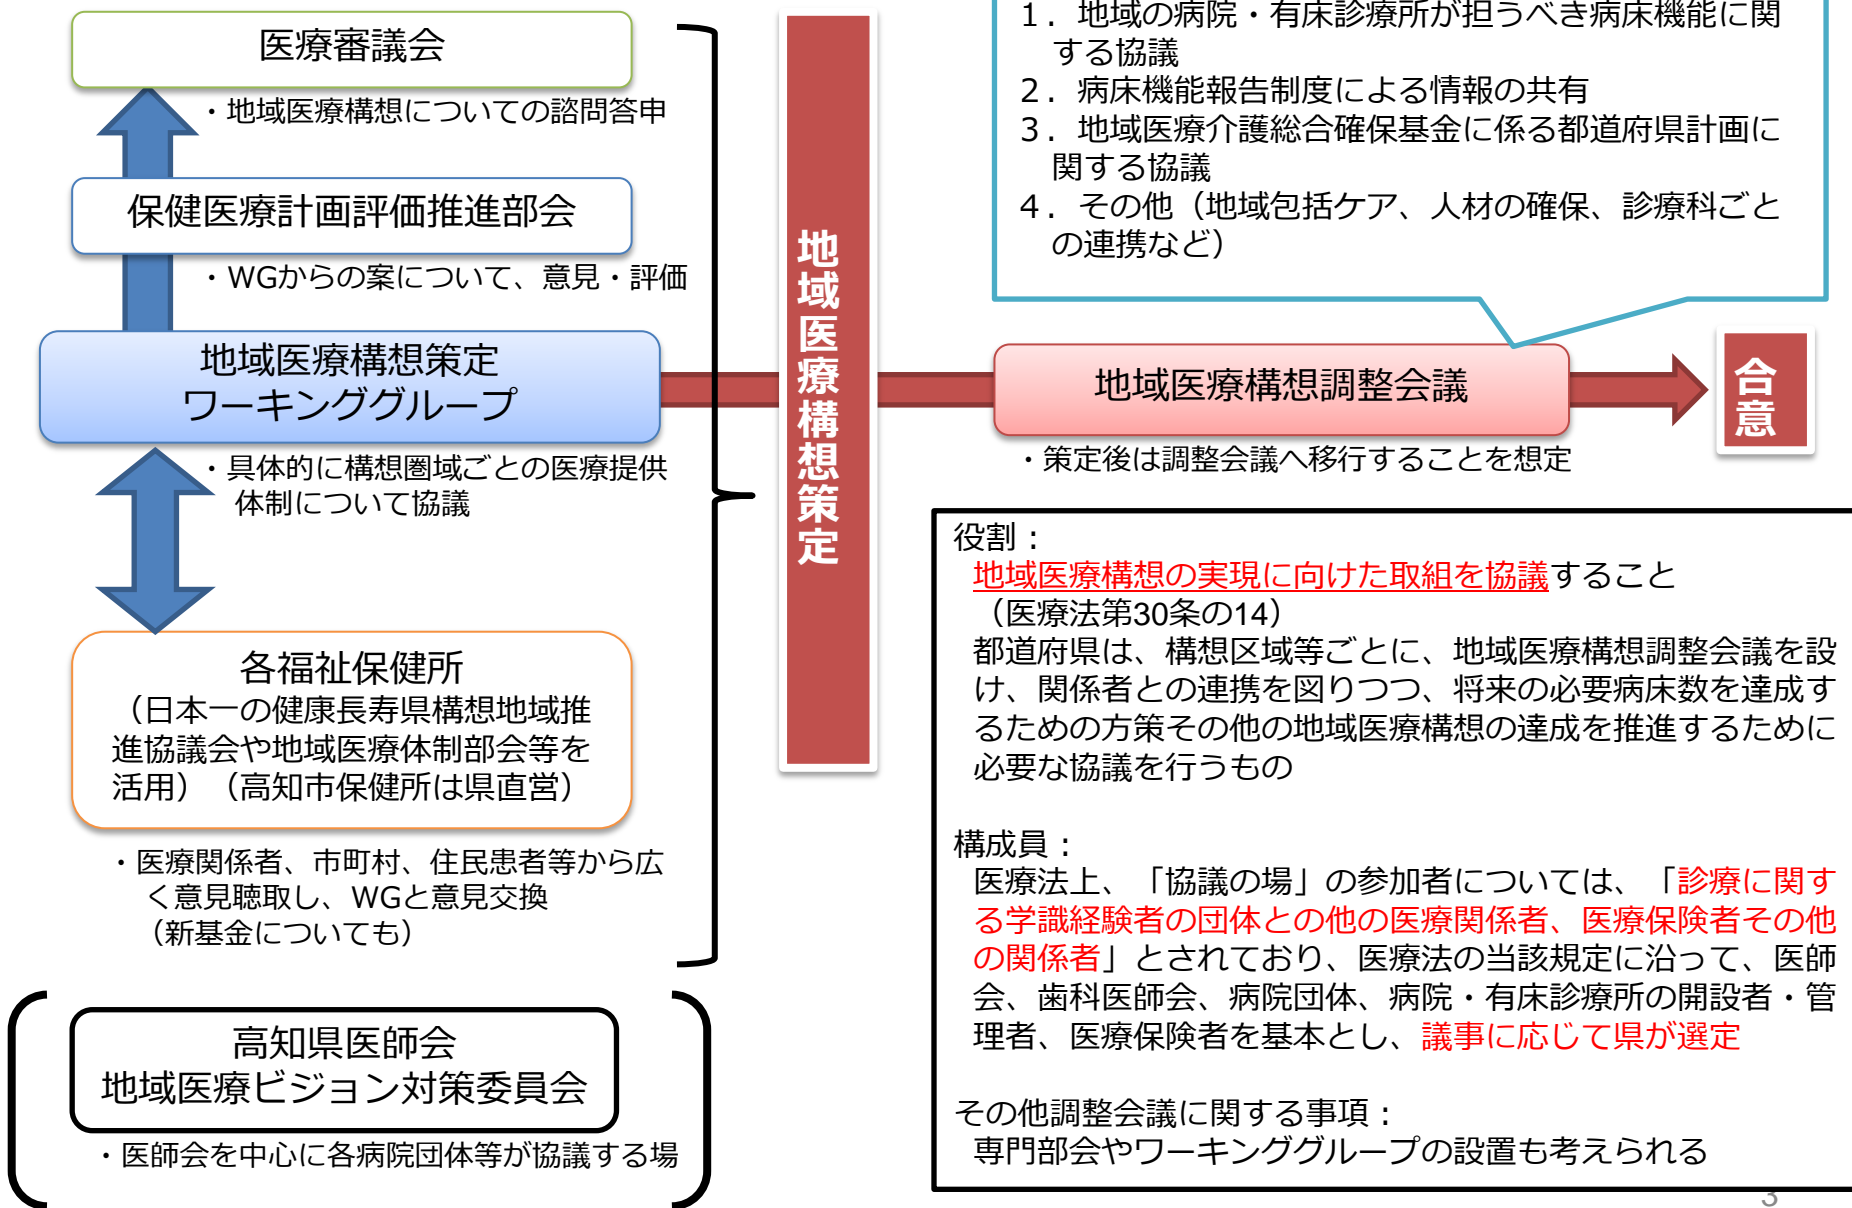 医療審議会
・地域医療構想についての諮問答申
保健医療計画評価推進部会
・WGからの案について、意見・評価
地域医療構想策定
ワーキンググループ
・具体的に構想圏域ごとの医療提供
体制について協議
各福祉保健所
（日本一の健康長寿県構想地域推
進協議会や地域医療体制部会等を
活用）（高知市保健所は県直営）
・医療関係者、市町村、住民患者等から広
く意見聴取し、WGと意見交換
（新基金についても）
高知県医師会
地域医療ビジョン対策委員会
・医師会を中心に各病院団体等が協議する場
地域医療構想策定
１．地域の病院・有床診療所が担うべき病床機能に関
する協議
２．病床機能報告制度による情報の共有
３．地域医療介護総合確保基金に係る都道府県計画に
関する協議
４．その他（地域包括ケア、人材の確保、診療科ごと
の連携など）
地域医療構想調整会議
・策定後は調整会議へ移行することを想定
合意
役割：
地域医療構想の実現に向けた取組を協議すること
（医療法第30条の14）
都道府県は、構想区域等ごとに、地域医療構想調整会議を設
け、関係者との連携を図りつつ、将来の必要病床数を達成す
るための方策その他の地域医療構想の達成を推進するために
必要な協議を行うもの
構成員：
医療法上、「協議の場」の参加者については、「診療に関す
る学識経験者の団体との他の医療関係者、医療保険者その他
の関係者」とされており、医療法の当該規定に沿って、医師
会、歯科医師会、病院団体、病院・有床診療所の開設者・管
理者、医療保険者を基本とし、議事に応じて県が選定
その他調整会議に関する事項：
専門部会やワーキンググループの設置も考えられる
3